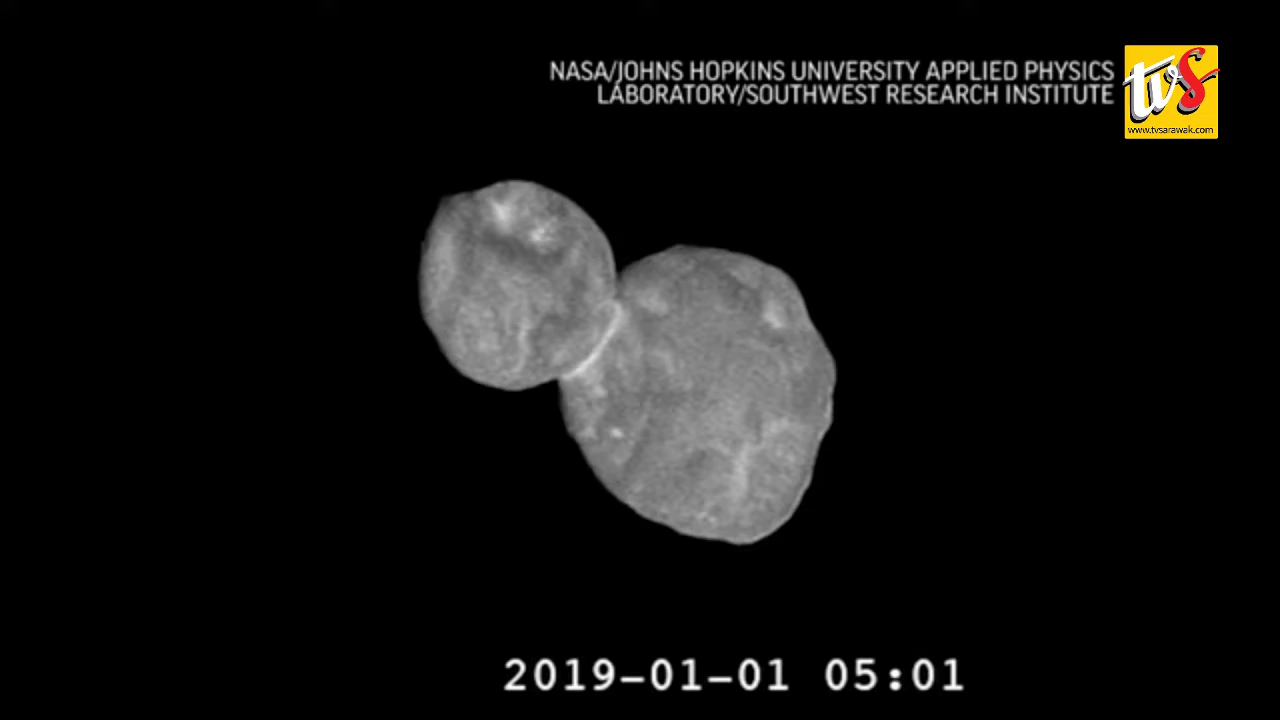 NASA/JOHNS HOPKINS UNIVERSITY APPLIED PHYSICS
LABORATORY/SOUTHWEST RESEARCH INSTITUTE
tvS
www.tvsarawak.com
2019-01-01 05:01